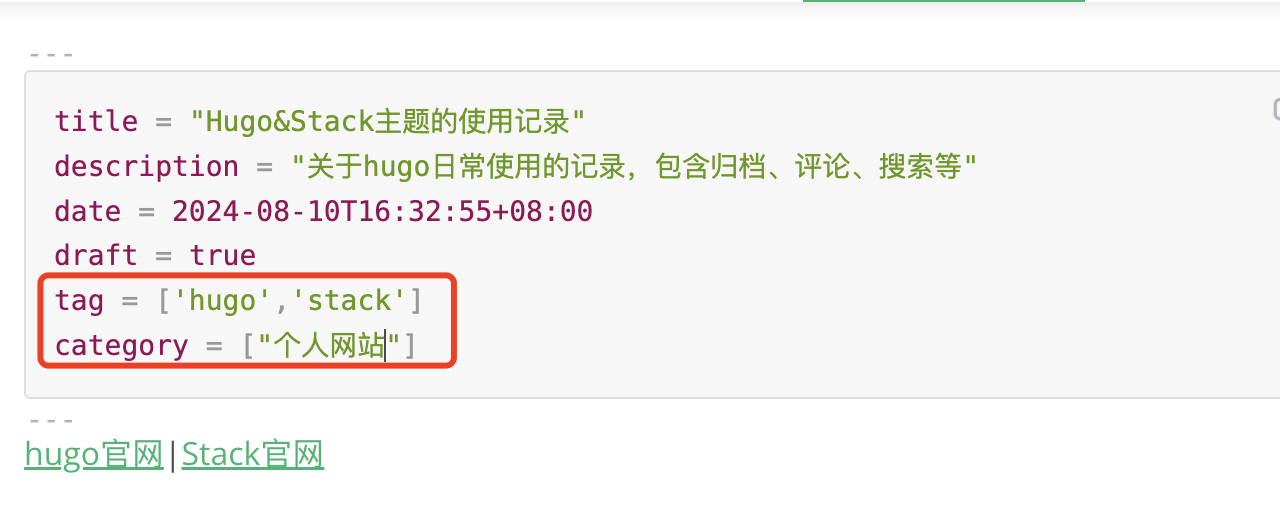 ---
title = "Hugo&Stack主题的使用记录"
description = "关于hugo日常使用的记录，包含归档、评论、搜索等"
date = 2024-08-10T16:32:55+08:00
draft = true
tag = ['hugo','stack']
category = ["个人网站"]
---
hugo官网|Stack官网